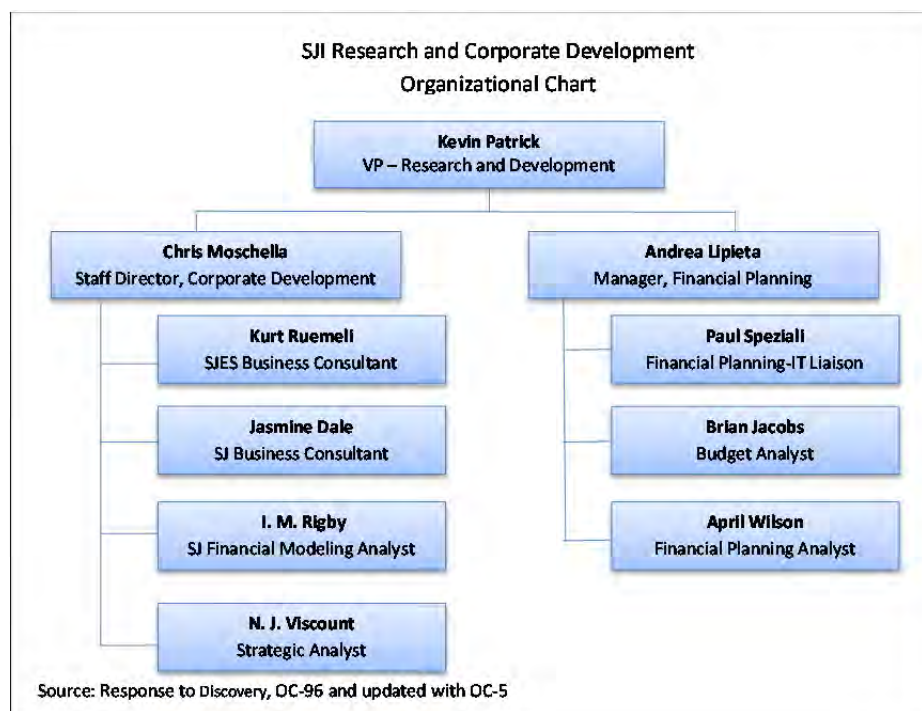 SJI Research and Corporate Development
Organizational Chart
Kevin Patrick
VP – Research and Development
Chris Moschella
Staff Director, Corporate Development
Kurt Ruemeli
SJES Business Consultant
Jasmine Dale
SJ Business Consultant
I. M. Rigby
SJ Financial Modeling Analyst
N. J. Viscount
Strategic Analyst
Andrea Lipieta
Manager, Financial Planning
Paul Speziali
Financial Planning-IT Liaison
Brian Jacobs
Budget Analyst
April Wilson
Financial Planning Analyst
Source: Response to Discovery, OC-96 and updated with OC-5